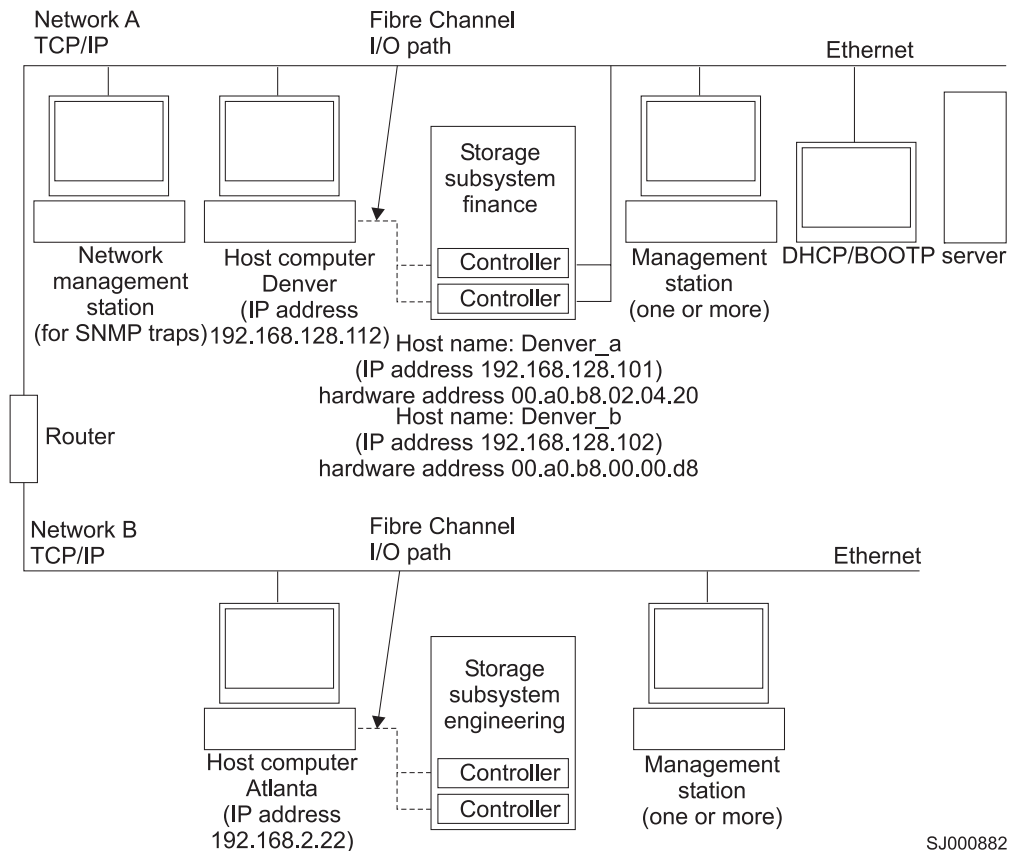 Network A
TCP/IP
Fibre Channel
I/O path
Ethernet
Storage
subsystem
finance
Controller
Controller
Network
management
station
(for SNMP traps)
Host computer
Denver
(IP address
192.168.128.112)
Management
station
(one or more)
DHCP/BOOTP server
Host name: Denver_a
(IP address 192.168.128.101)
hardware address 00.a0.b8.02.04.20
Host name: Denver_b
(IP address 192.168.128.102)
hardware address 00.a0.b8.00.00.d8
Router
Network B
TCP/IP
Fibre Channel
I/O path
Ethernet
Storage
subsystem
engineering
Controller
Controller
Host computer
Atlanta
(IP address
192.168.2.22)
Management
station
(one or more)
SJ000882